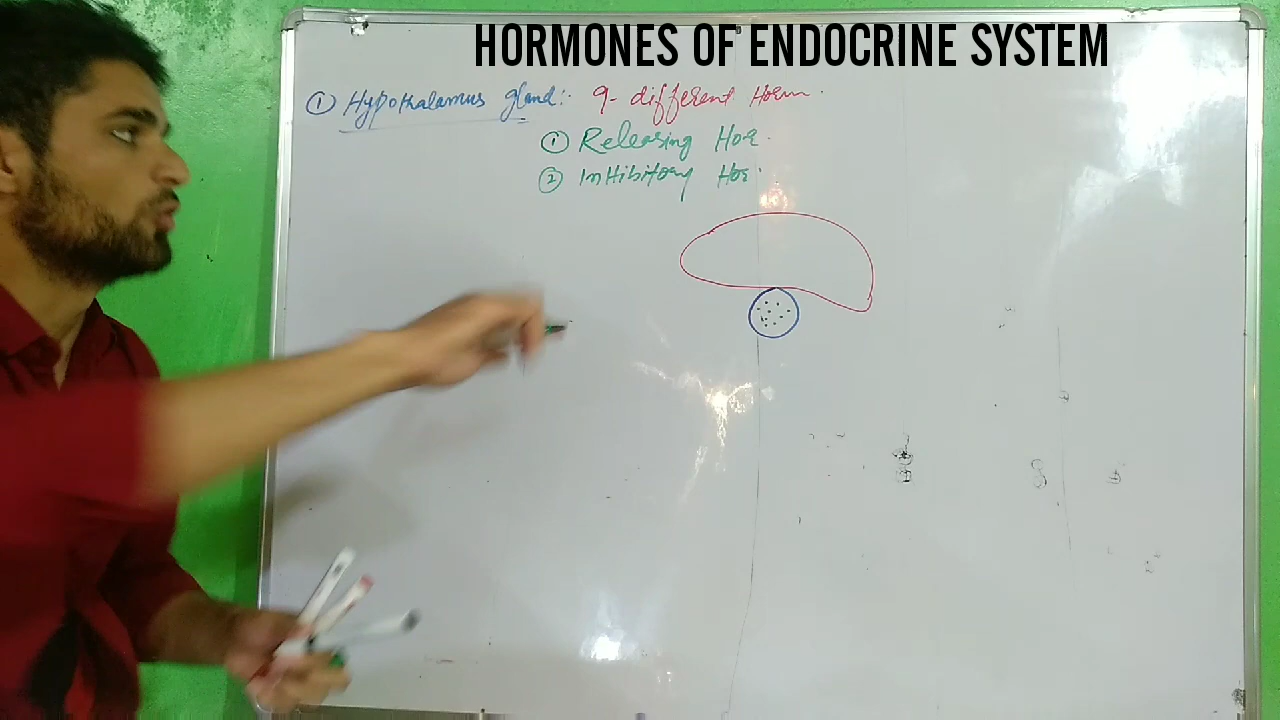 HORMONES OF ENDOCRINE SYSTEM
① Hypothalamus gland:- 9- different Horm.
① Releasing Hor.
② Inhibitory Hor.